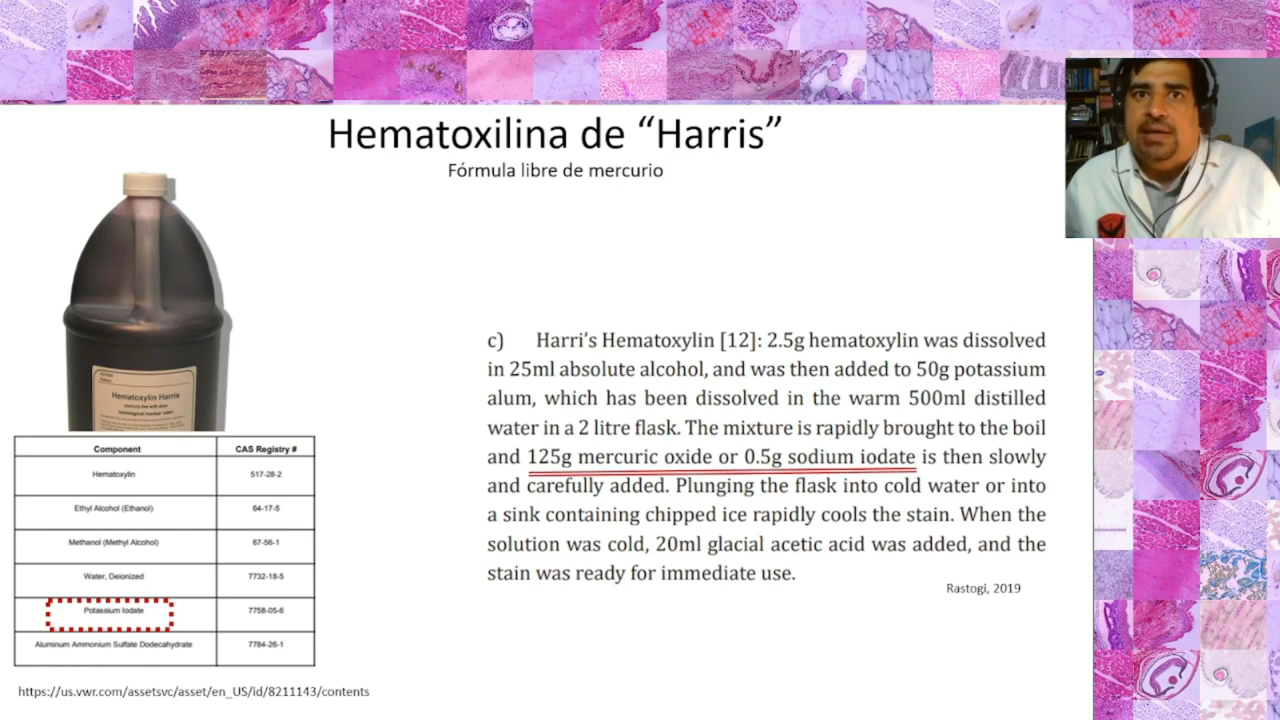 Hematoxilina de “Harris”
Fórmula libre de mercurio
Hematoxylin Harris
mercury-free with alum
histological nuclear stain
Component CAS Registry #
Hematoxylin 517-28-2
Ethyl Alcohol (Ethanol) 64-17-5
Methanol (Methyl Alcohol) 67-56-1
Water, Deionized 7732-18-5
Potassium Iodate 7758-05-6
Aluminum Ammonium Sulfate Dodecahydrate 7784-26-1
https://us.vwr.com/assetsvc/asset/en_US/id/8211143/contents
c) Harri’s Hematoxylin [12]: 2.5g hematoxylin was dissolved
in 25ml absolute alcohol, and was then added to 50g potassium
alum, which has been dissolved in the warm 500ml distilled
water in a 2 litre flask. The mixture is rapidly brought to the boil
and 125g mercuric oxide or 0.5g sodium iodate is then slowly
and carefully added. Plunging the flask into cold water or into
a sink containing chipped ice rapidly cools the stain. When the
solution was cold, 20ml glacial acetic acid was added, and the
stain was ready for immediate use.
Rastogi, 2019